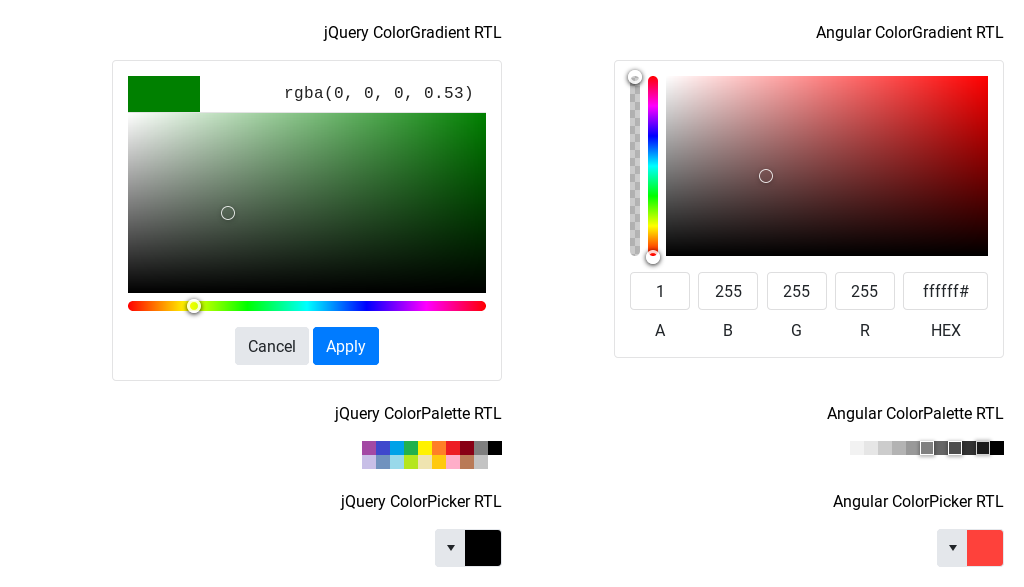 jQuery ColorGradient RTL
rgba(0, 0, 0, 0.53)
Cancel Apply
jQuery ColorPalette RTL
jQuery ColorPicker RTL
Angular ColorGradient RTL
1 255 255 255 ffffff#
A B G R HEX
Angular ColorPalette RTL
Angular ColorPicker RTL